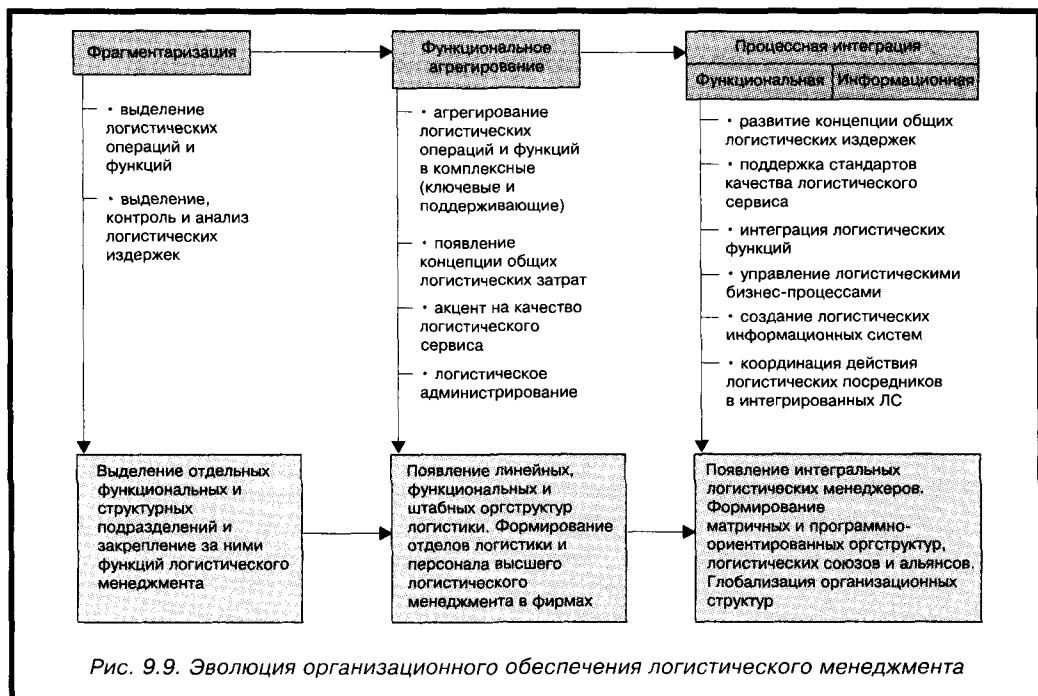 Фрагментаризация
Функциональное
агрегирование
Процессная интеграция
Функциональная
Информационная
• выделение
логистических
операций и
функций
• выделение,
контроль и анализ
логистических
издержек
• агрегирование
логистических
операций и функций
в комплексные
(ключевые и
поддерживающие)
• появление
концепции общих
логистических затрат
• акцент на качество
логистического
сервиса
• логистическое
администрирование
• развитие концепции общих
логистических издержек
• поддержка стандартов
качества логистического
сервиса
• интеграция логистических
функций
• управление логистическими
бизнес-процессами
• создание логистических
информационных систем
• координация действия
логистических посредников
в интегрированных ЛС
Выделение отдельных
функциональных и
структурных
подразделений и
закрепление за ними
функций логистического
менеджмента
Появление линейных,
функциональных и
штабных оргструктур
логистики. Формирование
отделов логистики и
персонала высшего
логистического
менеджмента в фирмах
Появление интегральных
логистических менеджеров.
Формирование
матричных и программно-
ориентированных оргструктур,
логистических союзов и альянсов.
Глобализация организационных
структур
Рис. 9.9. Эволюция организационного обеспечения логистического менеджмента